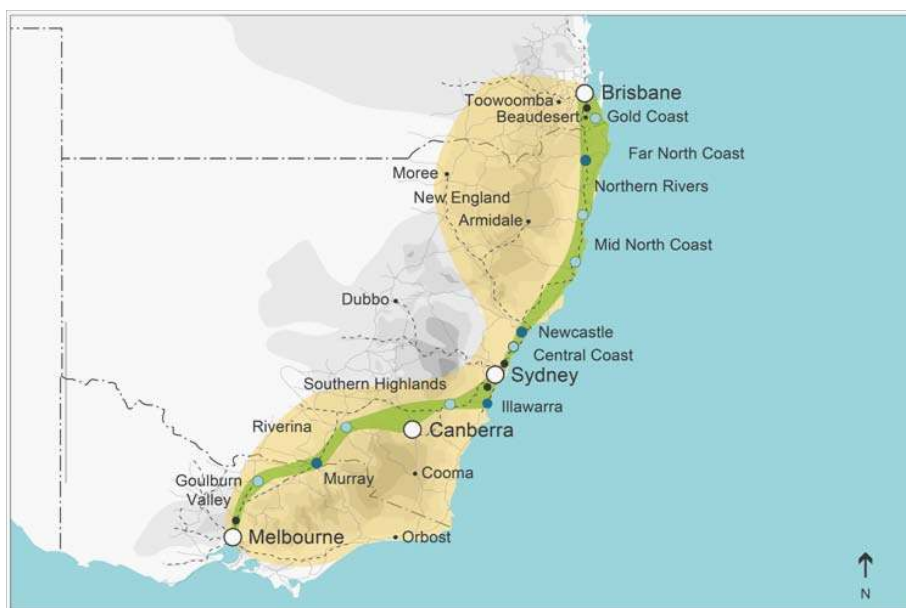 Brisbane
Toowoomba
Beaudesert
Gold Coast
Far North Coast
Moree
Northern Rivers
New England
Armidale
Mid North Coast
Dubbo
Newcastle
Central Coast
Sydney
Southern Highlands
Illawarra
Riverina
Canberra
Cooma
Murray
Goulburn
Valley
Melbourne
Orbost
N